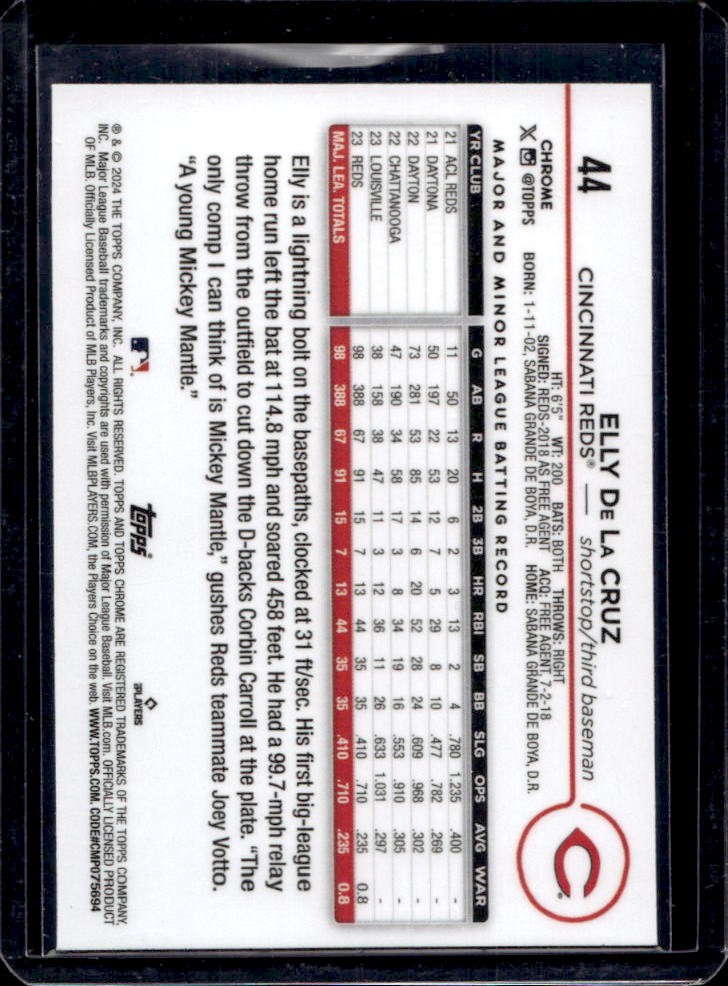 44
ELLY DE LA CRUZ
CINCINNATI REDS® — shortstop/third baseman
C
CHROME
HT: 6'5" WT: 200 BATS: BOTH THROWS: RIGHT
SIGNED: REDS-2018 AS FREE AGENT ACQ: FREE AGENT, 7-2-18
@TOPPS BORN: 1-11-02, SABANA GRANDE DE BOYA, D.R. HOME: SABANA GRANDE DE BOYA, D.R.
MAJOR AND MINOR LEAGUE BATTING RECORD
YR CLUB G AB R H 2B 3B HR RBI SB BB SLG OPS AVG WAR
21 ACL REDS 11 50 13 20 6 2 3 13 2 4 .780 1.235 .400 -
21 DAYTONA 50 197 22 53 12 7 5 29 8 10 .477 .782 .269 -
22 DAYTON 73 281 53 85 14 6 20 52 28 24 .609 .968 .302 -
22 CHATTANOOGA 47 190 34 58 17 3 8 34 19 16 .553 .910 .305 -
23 LOUISVILLE 38 158 38 47 11 3 12 36 11 26 .633 1.031 .297 -
23 REDS 98 388 67 91 15 7 13 44 35 35 .410 .710 .235 0.8
MAJ. LEA. TOTALS 98 388 67 91 15 7 13 44 35 35 .410 .710 .235 0.8
Elly is a lightning bolt on the basepaths, clocked at 31 ft/sec. His first big-league
home run left the bat at 114.8 mph and soared 458 feet. He had a 99.7-mph relay
throw from the outfield to cut down the D-backs Corbin Carroll at the plate. “The
only comp I can think of is Mickey Mantle,” gushes Reds teammate Joey Votto.
“A young Mickey Mantle.”
topps®
PLAYERS
® & © 2024 THE TOPPS COMPANY, INC. ALL RIGHTS RESERVED. TOPPS AND TOPPS CHROME ARE REGISTERED TRADEMARKS OF THE TOPPS COMPANY,
INC. Major League Baseball trademarks and copyrights are used with permission of Major League Baseball. Visit MLB.com. OFFICIALLY LICENSED PRODUCT
OF MLB. Officially Licensed Product of MLB Players, Inc. Visit MLBPLAYERS.COM, the Players Choice on the web. WWW.TOPPS.COM. CODE#CMP075694